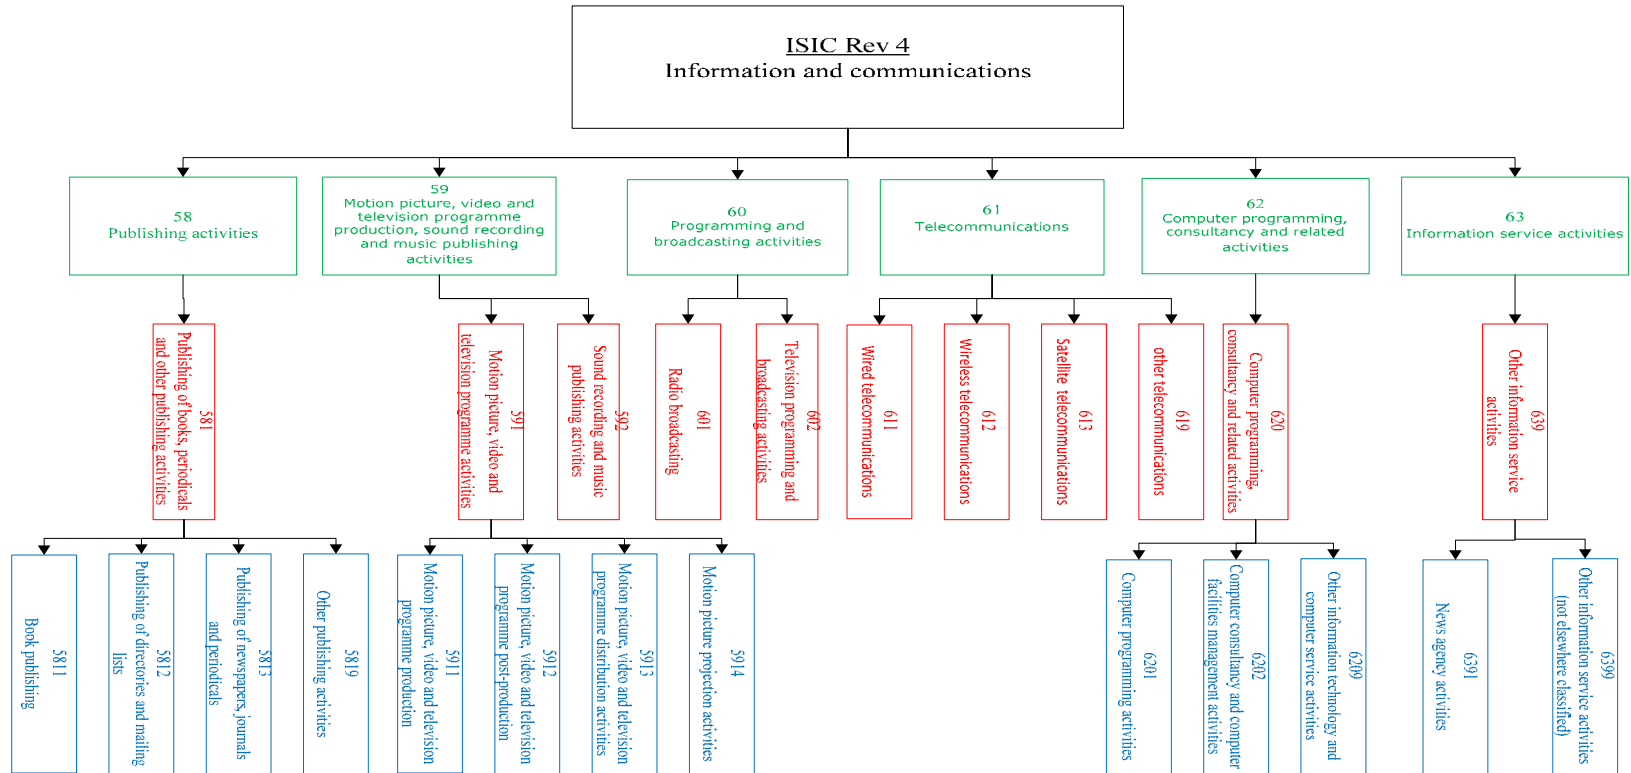 ISIC Rev 4
Information and communications
58
Publishing activities
59
Motion picture, video and
television programme
production, sound recording
and music publishing
activities
60
Programming and
broadcasting activities
61
Telecommunications
62
Computer programming,
consultancy and related
activities
63
Information service activities
581
Publishing of books, periodicals
and other publishing activities
591
Motion picture, video and
television programme activities
592
Sound recording and music
publishing activities
601
Radio broadcasting
602
Television programming and
broadcasting activities
611
Wired telecommunications
612
Wireless telecommunications
613
Satellite telecommunications
619
other telecommunications
620
Computer programming,
consultancy and related activities
639
Other information service
activities
5811
Book publishing
5812
Publishing of directories and mailing
lists
5813
Publishing of newspapers, journals
and periodicals
5819
Other publishing activities
5911
Motion picture, video and television
programme production
5912
Motion picture, video and television
programme post-production
5913
Motion picture, video and television
programme distribution activities
5914
Motion picture projection activities
6201
Computer programming activities
6202
Computer consultancy and computer
facilities management activities
6209
Other information technology and
computer service activities
6391
News agency activities
6399
Other information service activities
(not elsewhere classified)